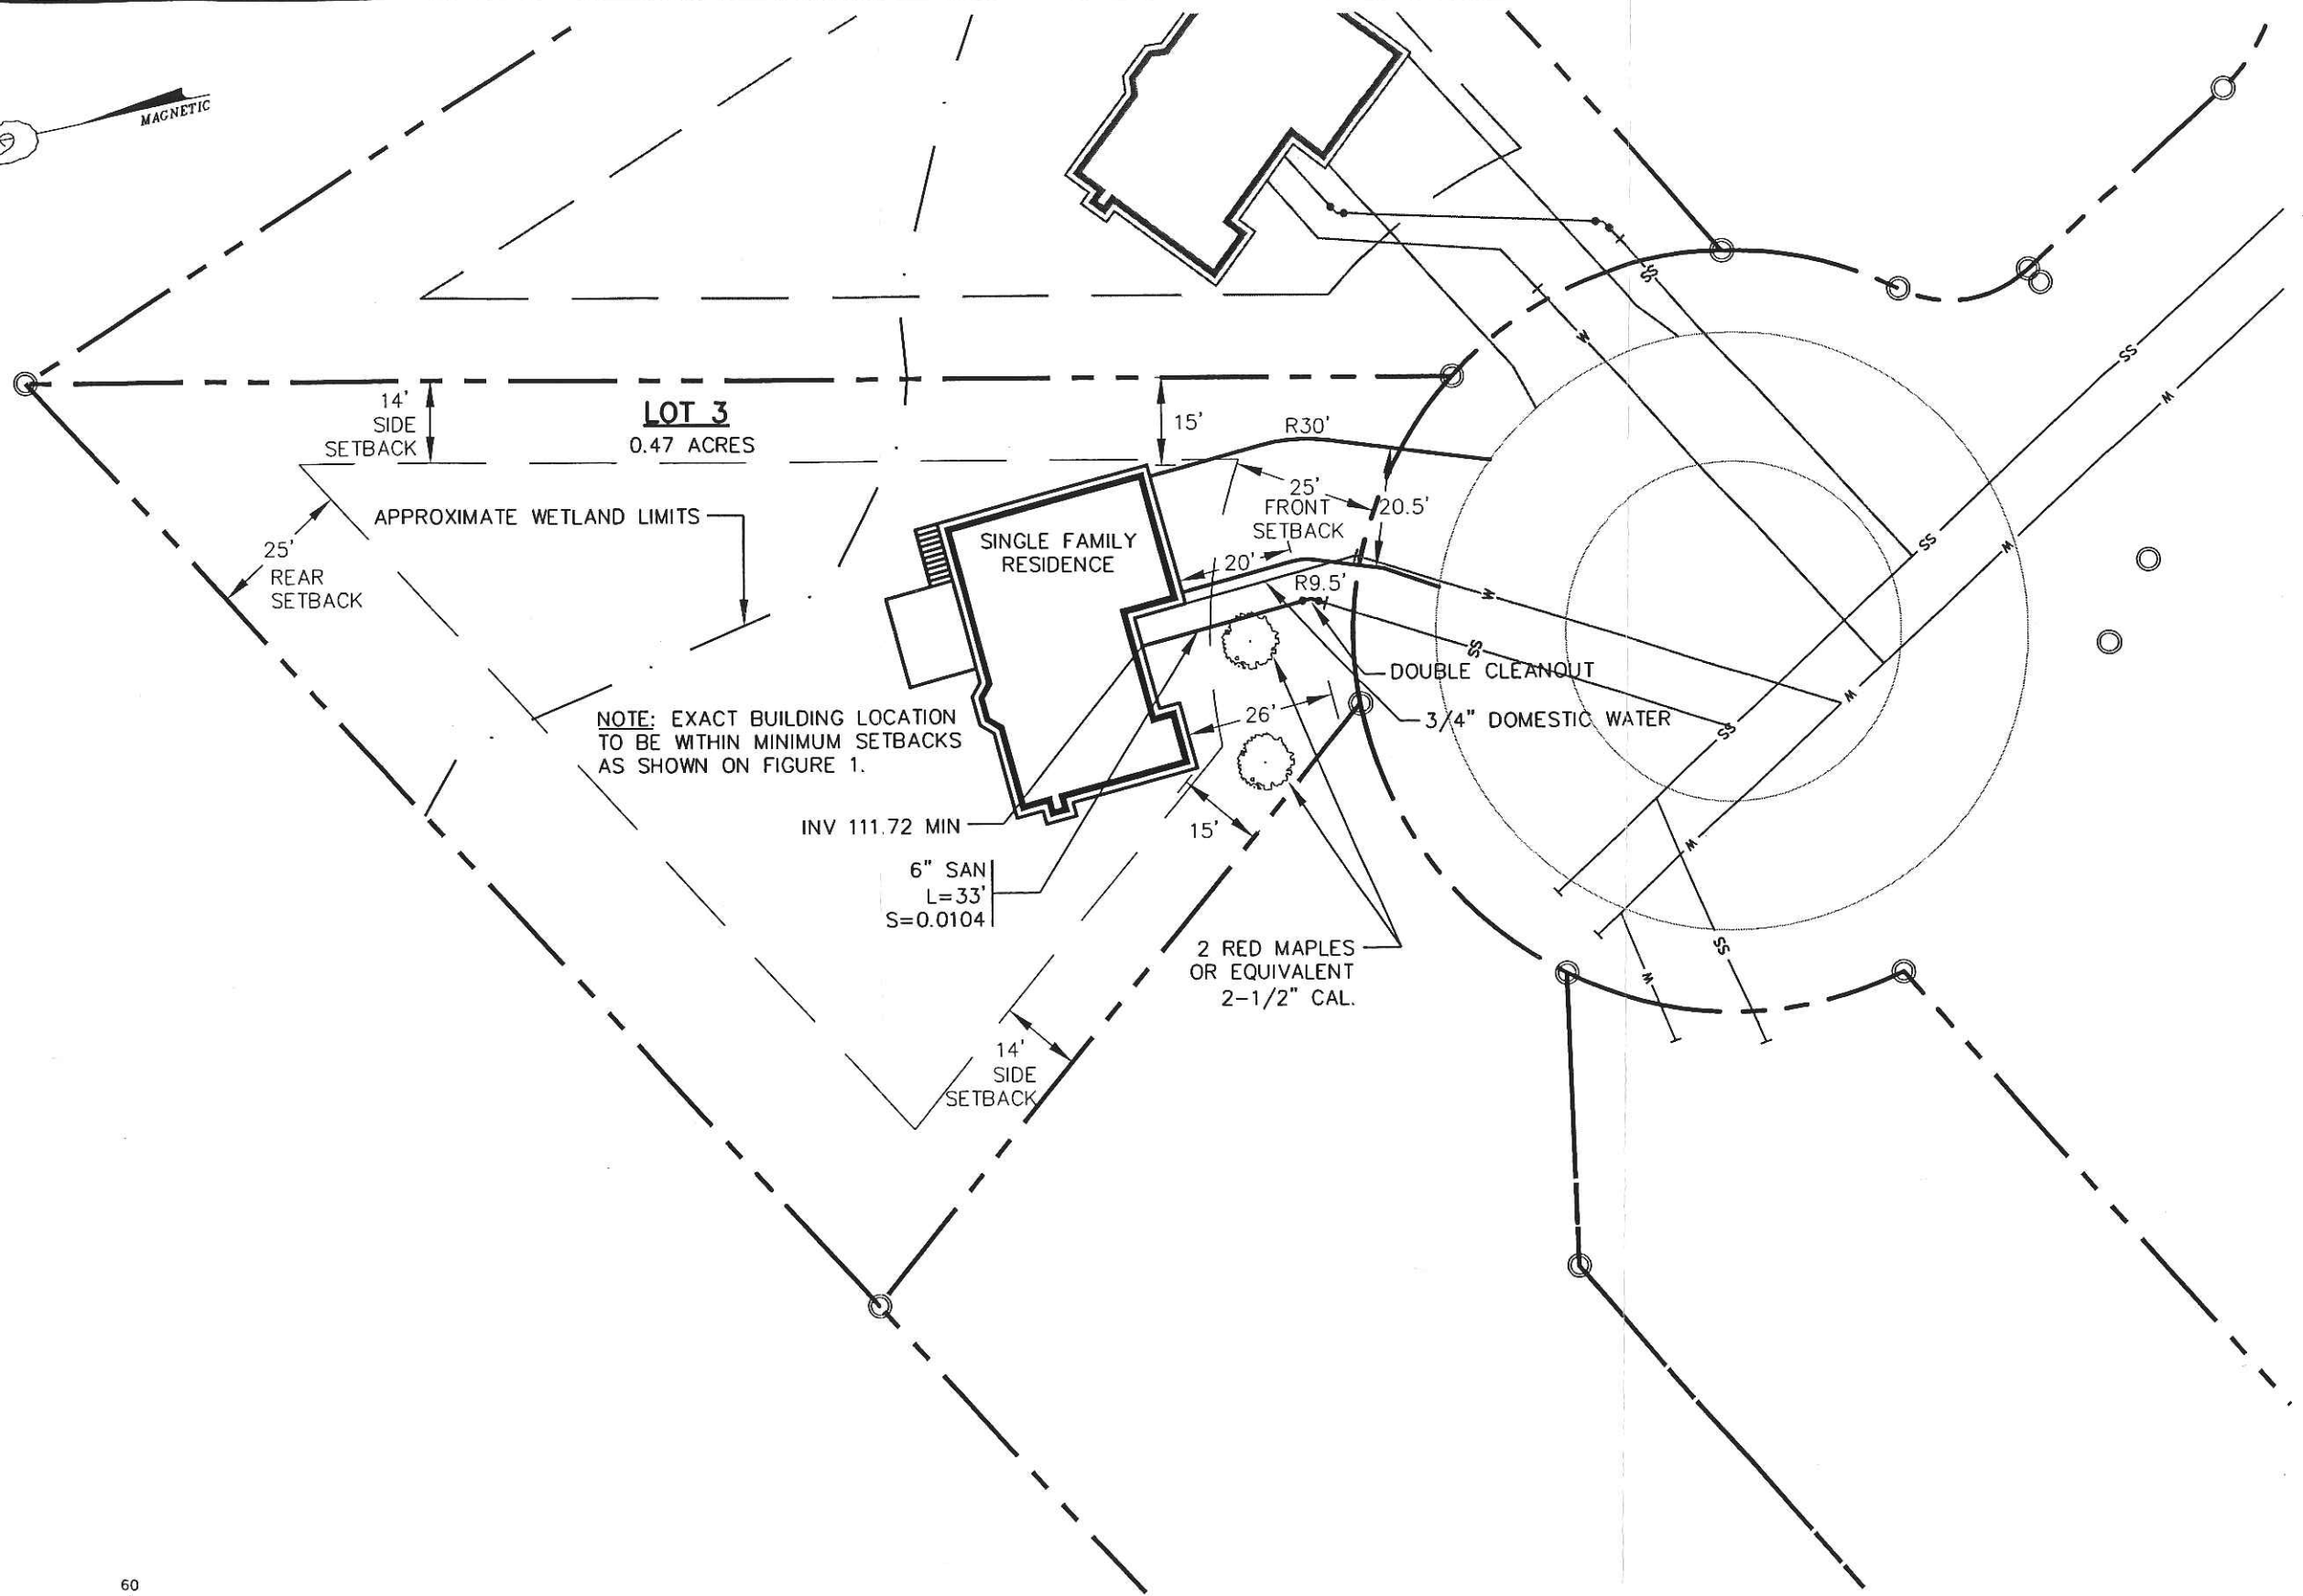 MAGNETIC
SS
W
SS
W
14'
SIDE
SETBACK
LOT 3
0.47 ACRES
15'
R30'
25'
FRONT
SETBACK
20.5'
APPROXIMATE WETLAND LIMITS
25'
REAR
SETBACK
SINGLE FAMILY
RESIDENCE
20'
R9.5'
W
SS
SS
W
DOUBLE CLEANOUT
3/4" DOMESTIC WATER
26'
SS
W
NOTE: EXACT BUILDING LOCATION
TO BE WITHIN MINIMUM SETBACKS
AS SHOWN ON FIGURE 1.
INV 111.72 MIN
15'
W
6" SAN
L=33'
S=0.0104
2 RED MAPLES
OR EQUIVALENT
2-1/2" CAL.
SS
W
14'
SIDE
SETBACK
60